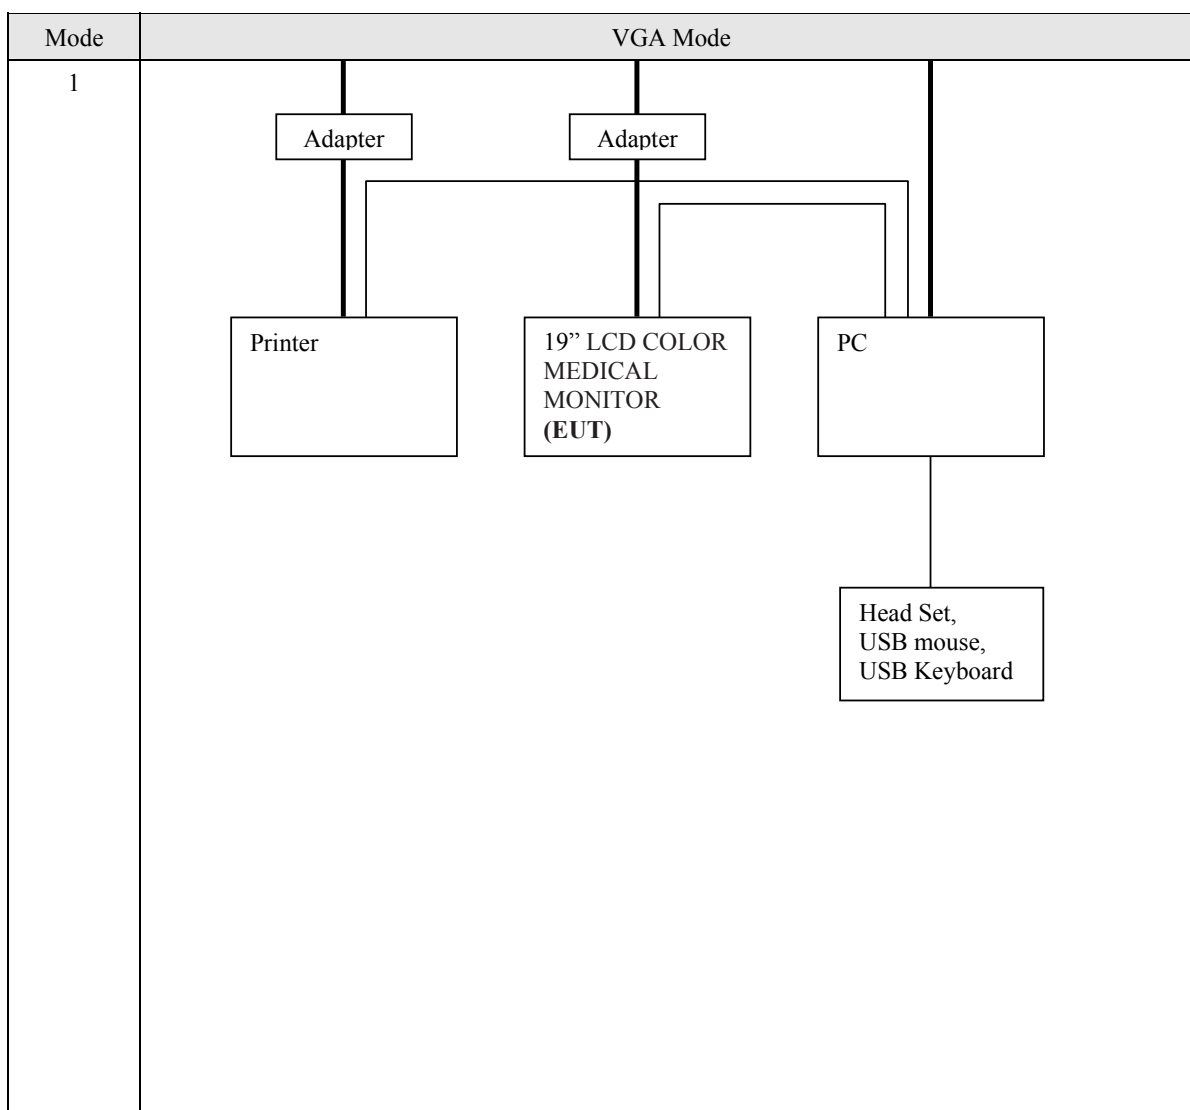 Mode
VGA Mode
1
Adapter
Adapter
Printer
19” LCD COLOR
MEDICAL
MONITOR
(EUT)
PC
Head Set,
USB mouse,
USB Keyboard